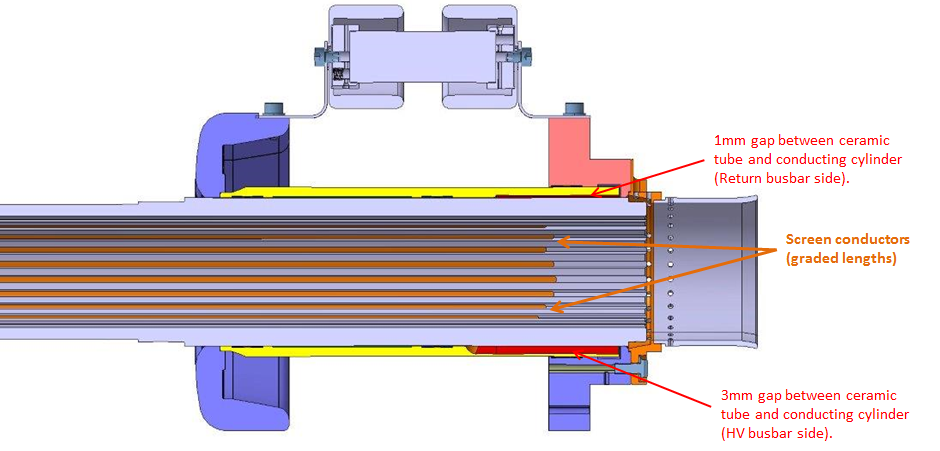 1mm gap between ceramic
tube and conducting cylinder
(Return busbar side).
Screen conductors
(graded lengths)
3mm gap between ceramic
tube and conducting cylinder
(HV busbar side).